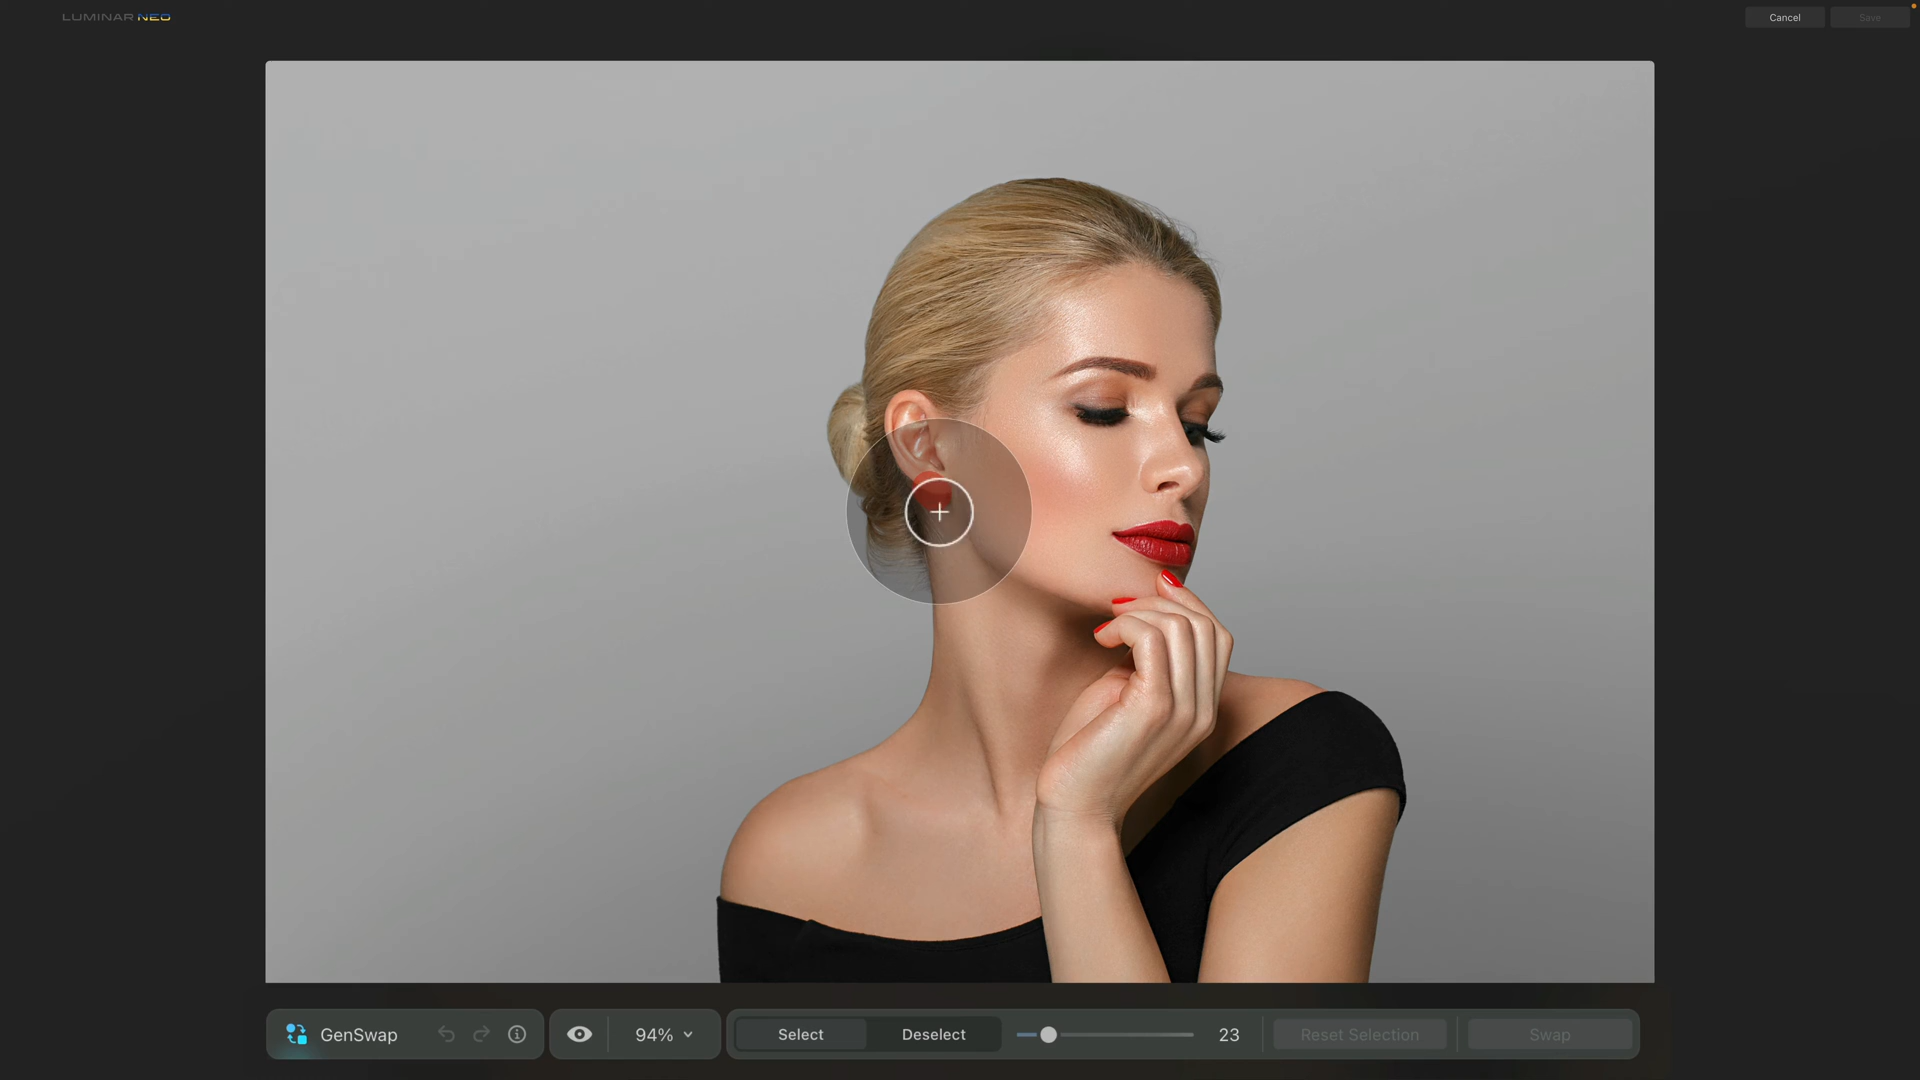 LUMINAR NEO
Cancel
Save
GenSwap
94%
Select
Deselect
23
Reset Selection
Swap